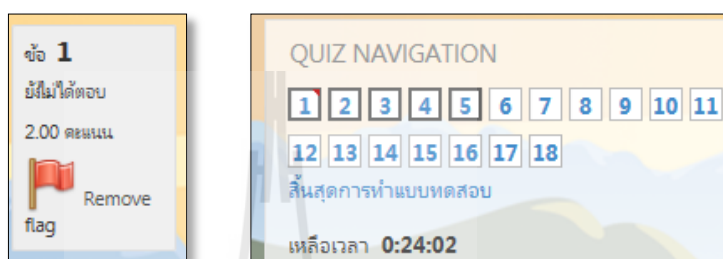 ข้อ 1
ยังไม่ได้ตอบ
2.00 คะแนน
Remove
flag
QUIZ NAVIGATION
1 2 3 4 5 6 7 8 9 10 11
12 13 14 15 16 17 18
สิ้นสุดการทำแบบทดสอบ
เหลือเวลา 0:24:02